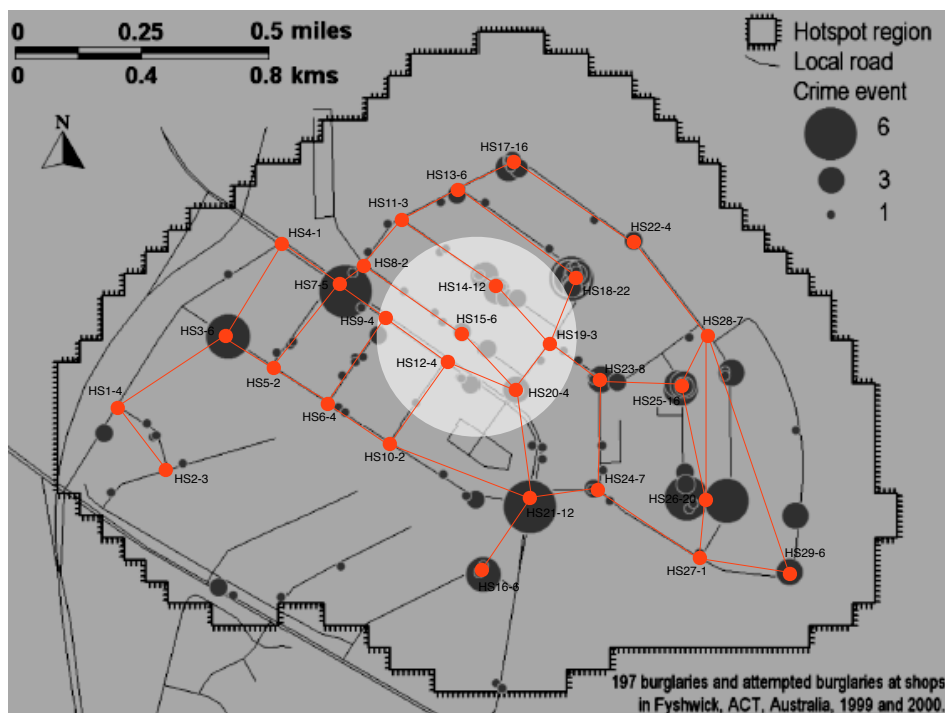 0 0.25 0.5 miles
0 0.4 0.8 kms
N
Hotspot region
Local road
Crime event
6
3
1
HS17-16
HS13-6
HS11-3
HS4-1
HS22-4
HS8-2
HS7-5
HS14-12
HS18-22
HS9-4
HS15-6
HS3-6
HS19-3
HS28-7
HS12-4
HS5-2
HS23-8
HS1-4
HS20-4
HS25-16
HS6-4
HS10-2
HS2-3
HS24-7
HS26-20
HS21-12
HS27-1
HS29-6
HS16-6
197 burglaries and attempted burglaries at shops
in Fyshwick, ACT, Australia, 1999 and 2000.